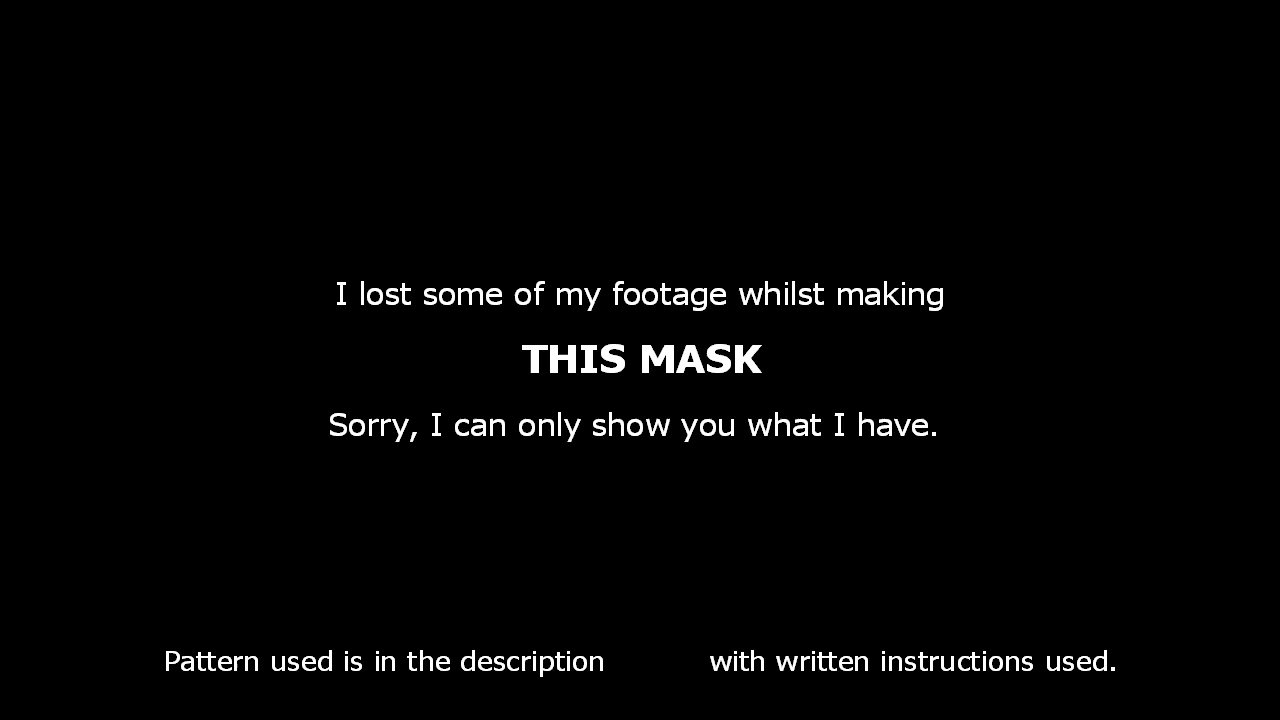 I lost some of my footage whilst making
THIS MASK
Sorry, I can only show you what I have.
Pattern used is in the description with written instructions used.